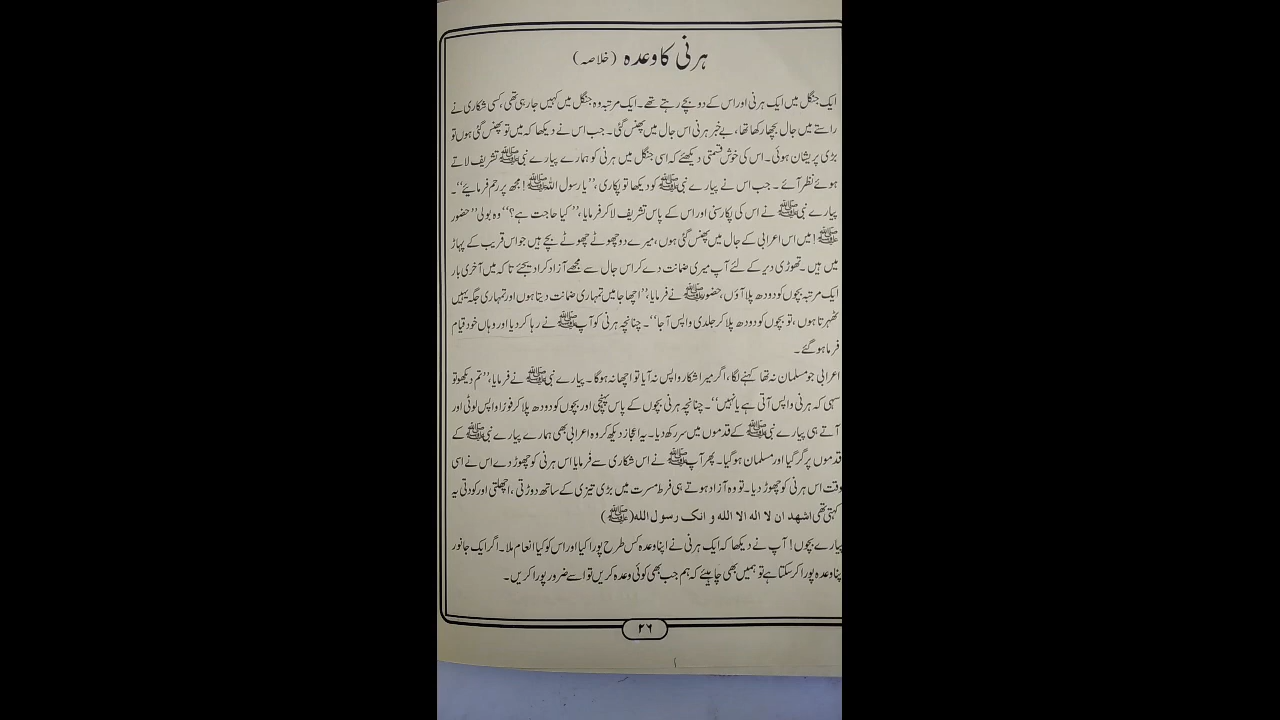 ہرنی کا وعدہ (خلاصہ)
ایک جنگل میں ایک ہرنی اور اس کے دو بچے رہتے تھے۔ ایک مرتبہ وہ جنگل میں کہیں جارہی تھی، کسی شکاری نے
راستے میں جال بچھا رکھا تھا، بے خبر ہرنی اس جال میں پھنس گئی۔ جب اس نے دیکھا کہ میں تو پھنس گئی ہوں تو
بڑی پریشان ہوئی۔ اس کی خوش قسمتی دیکھئے کہ اسی جنگل میں ہرنی کو ہمارے پیارے نبی ﷺ تشریف لاتے
ہوئے نظر آئے۔ جب اس نے پیارے نبی ﷺ کو دیکھا تو پکاری، ’’یا رسول اللہ ﷺ! مجھ پر رحم فرمائیے‘‘۔
پیارے نبی ﷺ نے اس کی پکار سنی اور اس کے پاس تشریف لا کر فرمایا، ’’کیا حاجت ہے؟‘‘ وہ بولی ’’حضور
ﷺ! میں اس اعرابی کے جال میں پھنس گئی ہوں، میرے دو چھوٹے چھوٹے بچے ہیں جو اس قریب کے پہاڑ
میں ہیں۔ تھوڑی دیر کے لئے آپ میری ضمانت دے کر اس جال سے مجھے آزاد کرا دیجئے تاکہ میں آخری بار
ایک مرتبہ بچوں کو دودھ پلا آؤں، حضور ﷺ نے فرمایا، ’’اچھا جا میں تمہاری ضمانت دیتا ہوں اور تمہاری جگہ یہیں
ٹھہرتا ہوں، تو بچوں کو دودھ پلا کر جلدی واپس آ جا‘‘۔ چنانچہ ہرنی کو آپ ﷺ نے رہا کر دیا اور وہاں خود قیام
فرما ہو گئے۔
اعرابی جو مسلمان نہ تھا کہنے لگا، اگر میرا شکار واپس نہ آیا تو اچھا نہ ہوگا۔ پیارے نبی ﷺ نے فرمایا، ’’تم دیکھو تو
سہی کہ ہرنی واپس آتی ہے یا نہیں‘‘۔ چنانچہ ہرنی بچوں کے پاس پہنچی اور بچوں کو دودھ پلا کر فوراً واپس لوٹی اور
آتے ہی پیارے نبی ﷺ کے قدموں میں سر رکھ دیا۔ یہ اعجاز دیکھ کر وہ اعرابی بھی ہمارے پیارے نبی ﷺ کے
قدموں پر گر گیا اور مسلمان ہو گیا۔ پھر آپ ﷺ نے اس شکاری سے فرمایا اس ہرنی کو چھوڑ دے اس نے اسی
وقت اس ہرنی کو چھوڑ دیا۔ تو وہ آزاد ہوتے ہی فرط مسرت میں بڑی تیزی کے ساتھ دوڑتی، اچھلتی اور کودتی یہ
کہتی تھی اشهد ان لا اله الا الله و انک رسول الله (ﷺ)
پیارے بچوں! آپ نے دیکھا کہ ایک ہرنی نے اپنا وعدہ کس طرح پورا کیا اور اس کو کیا انعام ملا۔ اگر ایک جانور
پنا وعدہ پورا کر سکتا ہے تو ہمیں بھی چاہیئے کہ ہم جب بھی کوئی وعدہ کریں تو اسے ضرور پورا کریں۔
۲۶